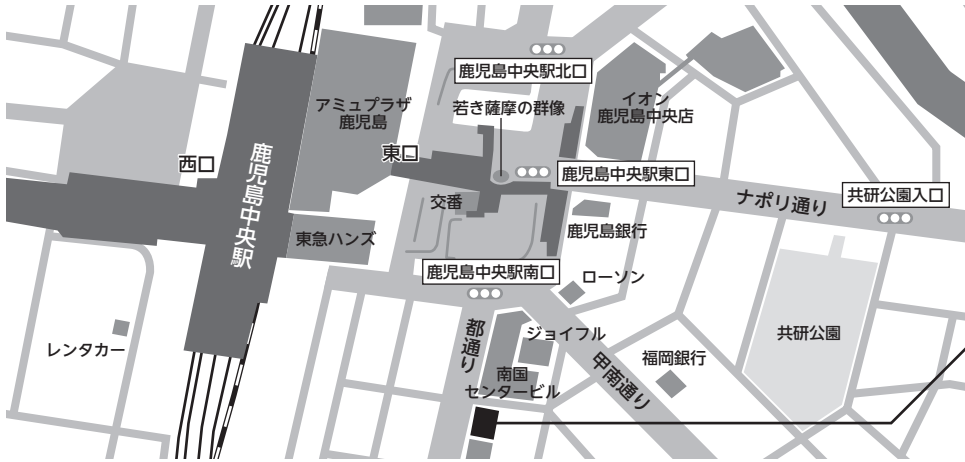 鹿児島中央駅北口
アミュプラザ
鹿児島
若き薩摩の群像
イオン
鹿児島中央店
西口
東口
鹿児島中央駅
鹿児島中央駅東口
ナポリ通り
共研公園入口
交番
東急ハンズ
鹿児島銀行
鹿児島中央駅南口
ローソン
レンタカー
都通り
ジョイフル
甲南通り
福岡銀行
共研公園
南国
センタービル